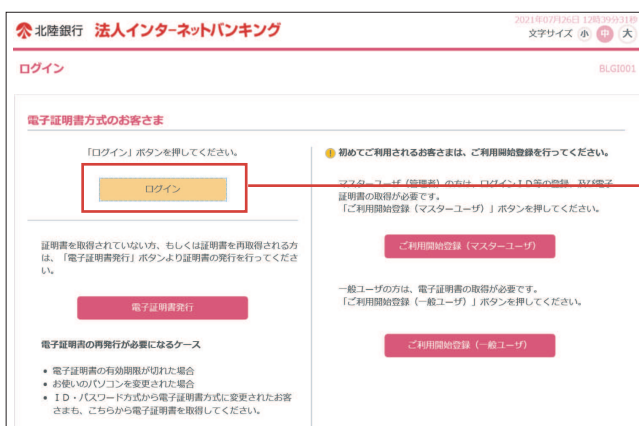 北陸銀行 法人インターネットバンキング
2021年07月26日 12時39分31秒
文字サイズ 小 中 大
ログイン
BLGI001
電子証明書方式のお客さま
「ログイン」ボタンを押してください。
ログイン
証明書を取得されていない方、もしくは証明書を再取得される方
は、「電子証明書発行」ボタンより証明書の発行を行ってくださ
い。
電子証明書発行
電子証明書の再発行が必要になるケース
• 電子証明書の有効期限が切れた場合
• お使いのパソコンを変更された場合
• ID・パスワード方式から電子証明書方式に変更されたお客
さまも、こちらから電子証明書を取得してください。
初めてご利用されるお客さまは、ご利用開始登録を行ってください。
マスターユーザ(管理者)の方は、ログインID等の登録、及び電子
証明書の取得が必要です。
「ご利用開始登録(マスターユーザ)」ボタンを押してください。
ご利用開始登録(マスターユーザ)
一般ユーザの方は、電子証明書の取得が必要です。
「ご利用開始登録(一般ユーザ)」ボタンを押してください。
ご利用開始登録(一般ユーザ)